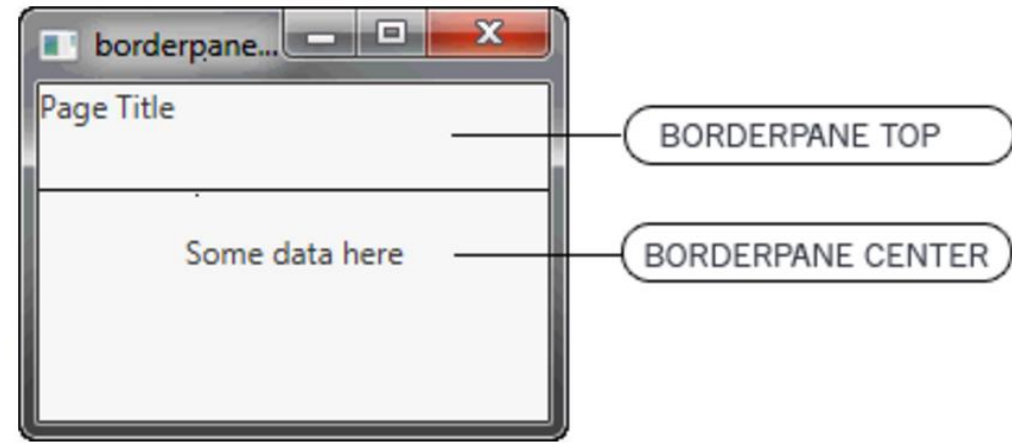 borderpane...
Page Title
BORDERPANE TOP
Some data here
BORDERPANE CENTER